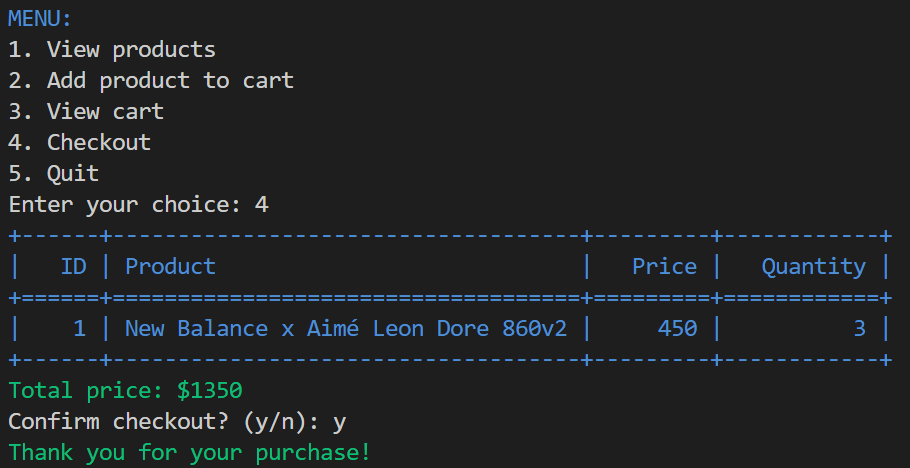 MENU:
1. View products
2. Add product to cart
3. View cart
4. Checkout
5. Quit
Enter your choice: 4
+------+------------------------------------+---------+------------+
|   ID | Product                            |   Price |   Quantity |
+======+====================================+=========+============+
|    1 | New Balance x Aimé Leon Dore 860v2 |     450 |          3 |
+------+------------------------------------+---------+------------+
Total price: $1350
Confirm checkout? (y/n): y
Thank you for your purchase!